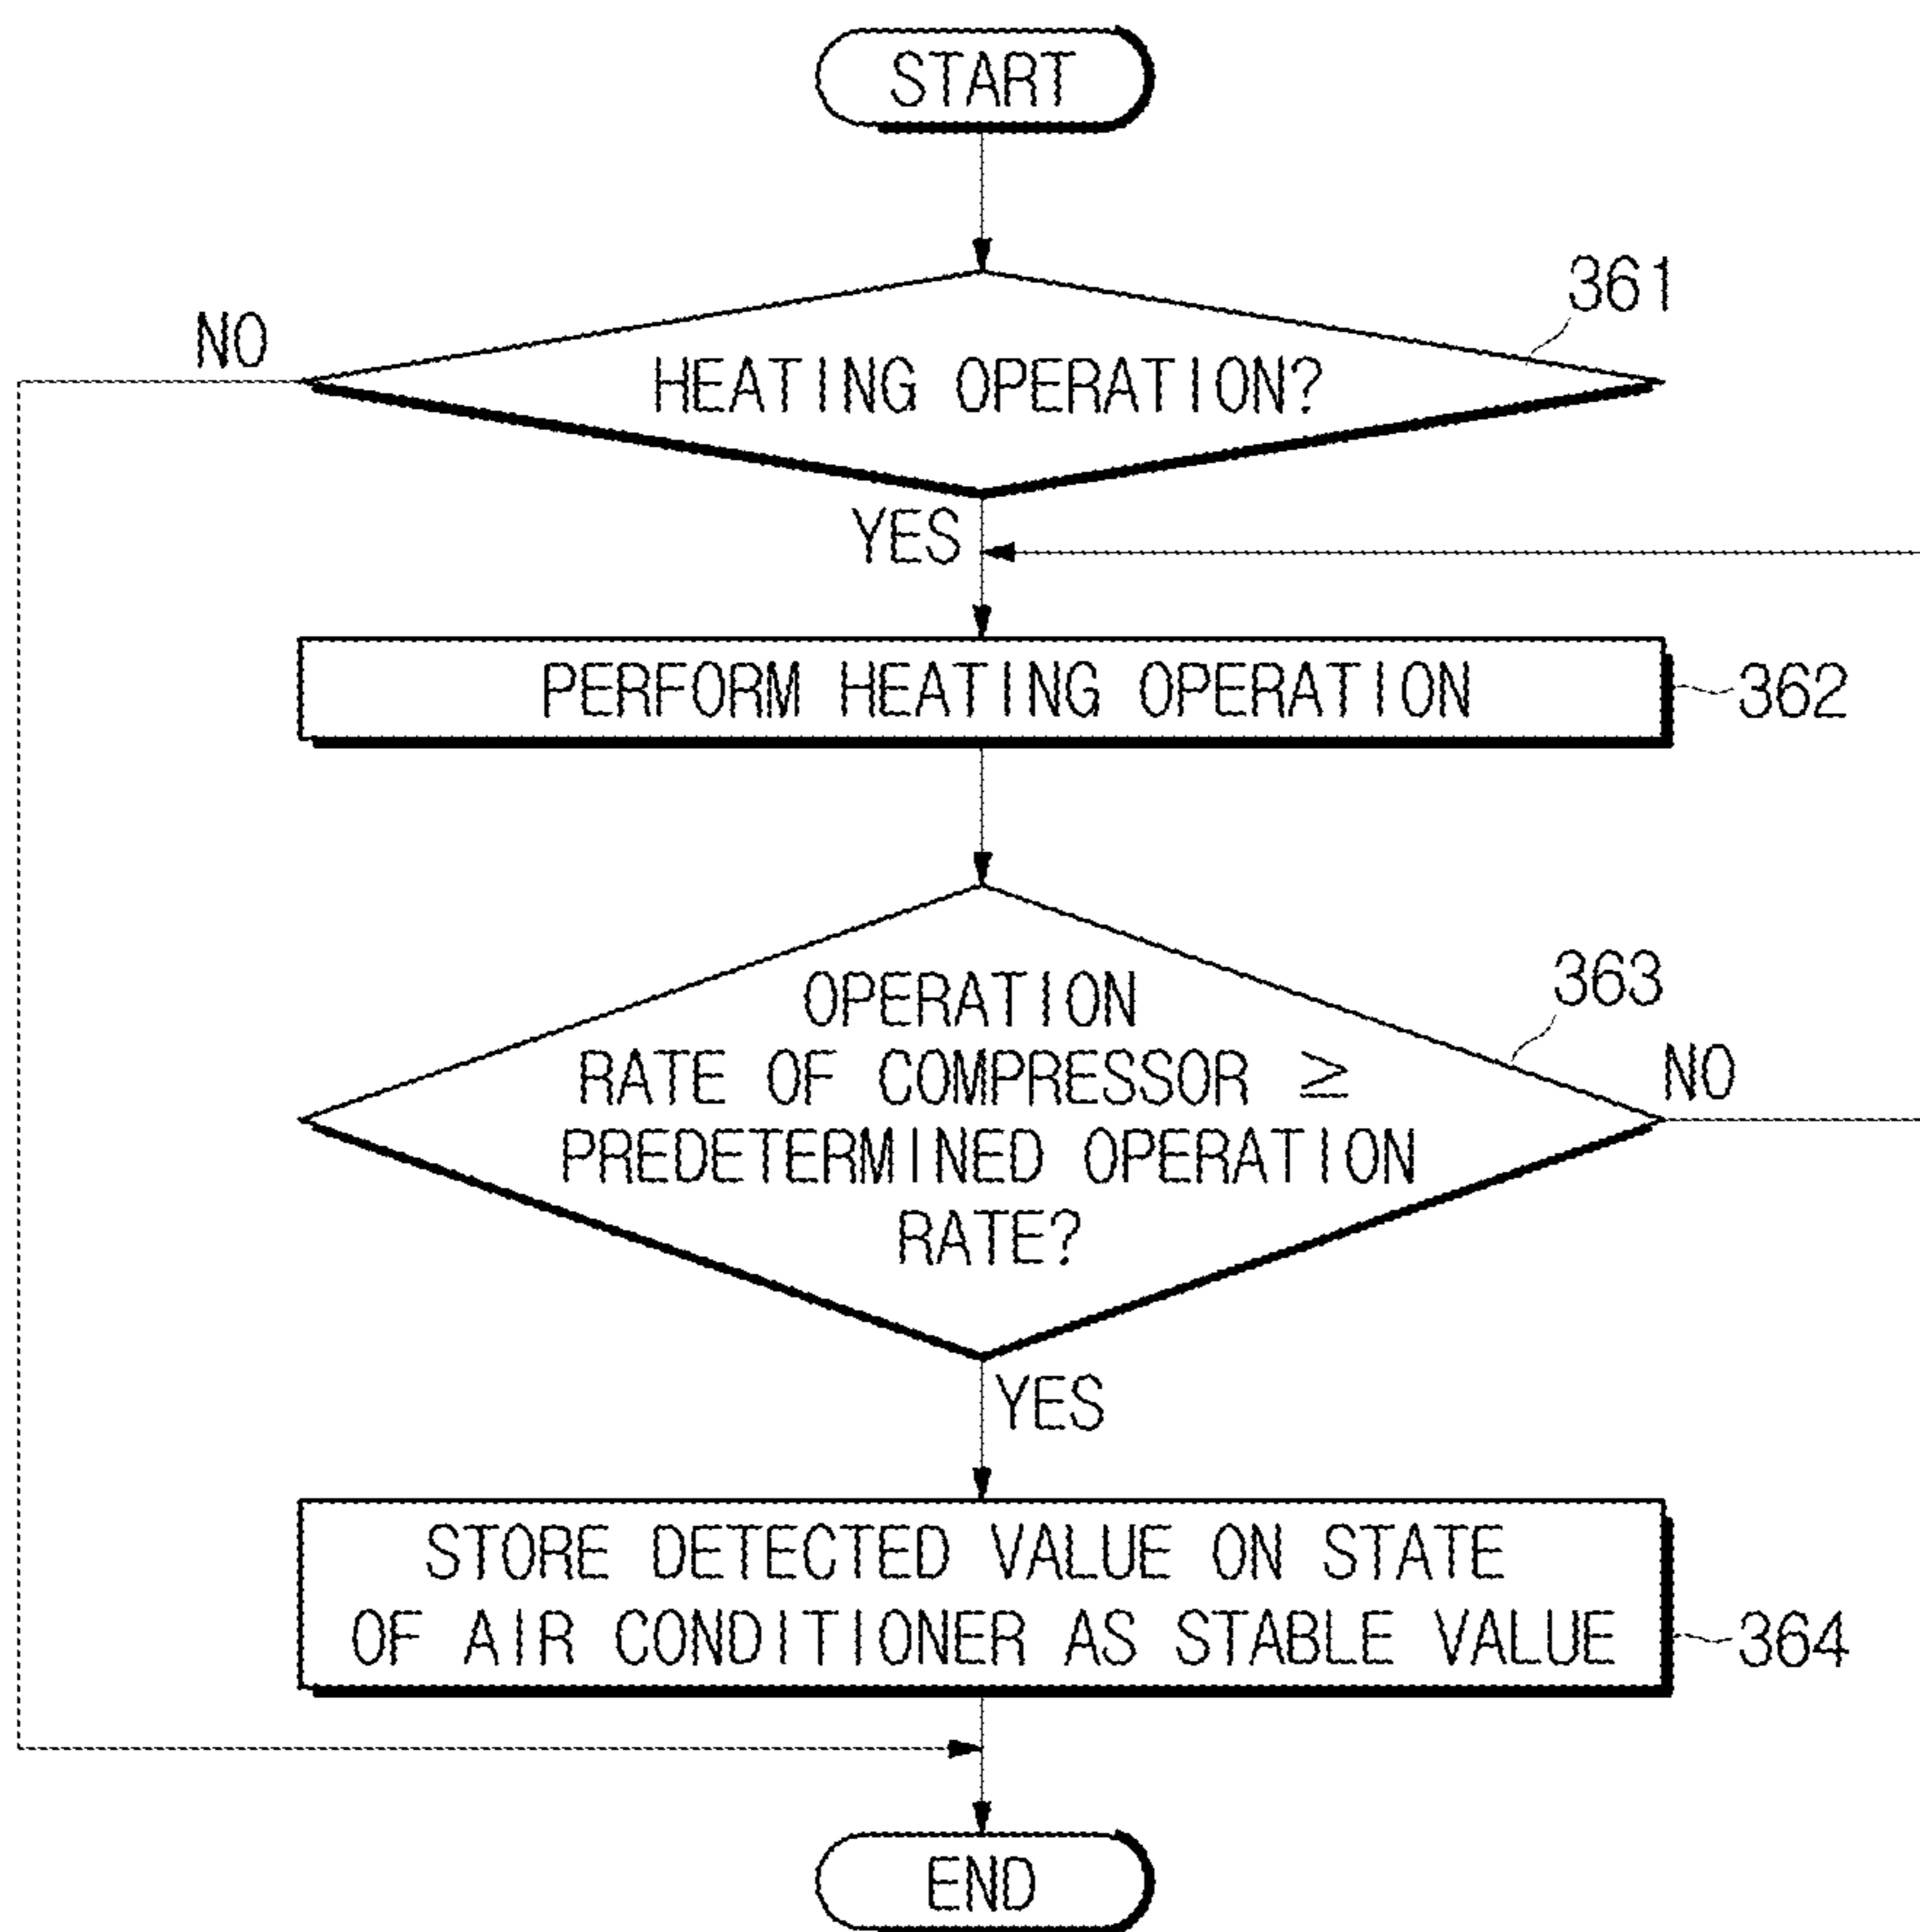 START
361
NO
HEATING OPERATION?
YES
PERFORM HEATING OPERATION
362
363
OPERATION
RATE OF COMPRESSOR ≥
NO
PREDETERMINED OPERATION
RATE?
YES
STORE DETECTED VALUE ON STATE
OF AIR CONDITIONER AS STABLE VALUE
364
END